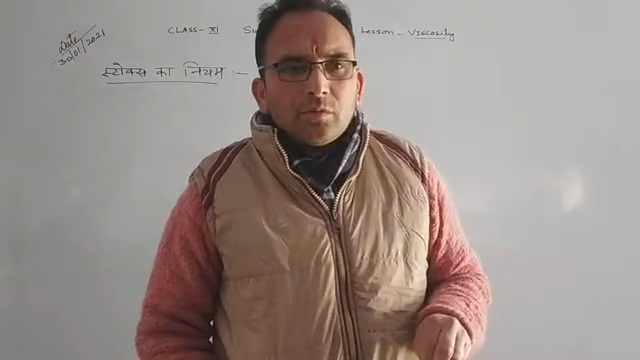 Date
30/01/2021
CLASS-XI Lesson - Viscosity
स्टोक्स का नियम :-